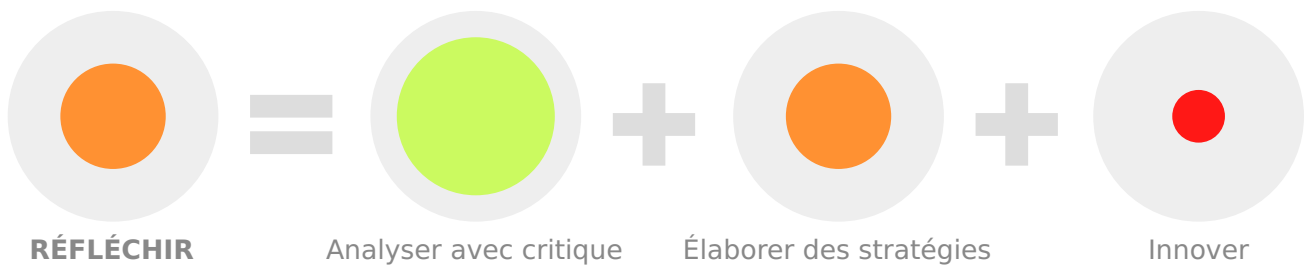 RÉFLÉCHIR
Analyser avec critique
Élaborer des stratégies
Innover